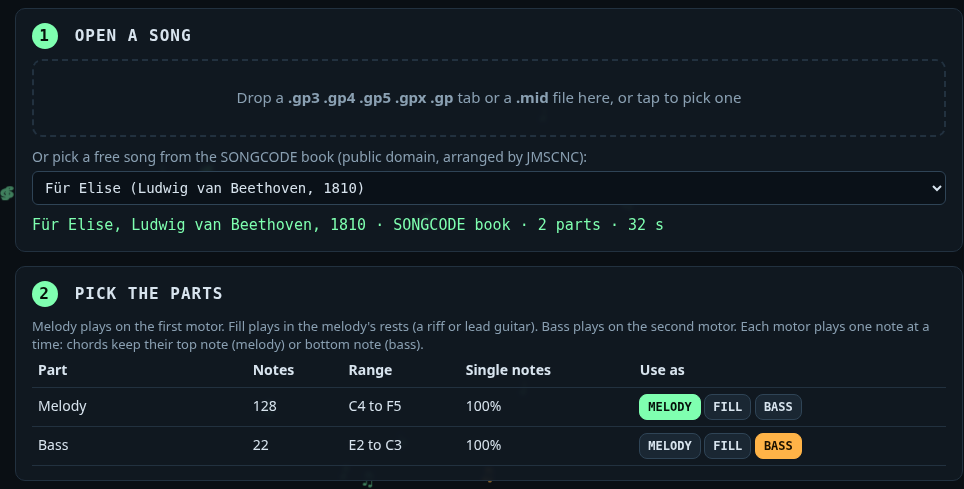 1 OPEN A SONG
Drop a .gp3 .gp4 .gp5 .gpx .gp tab or a .mid file here, or tap to pick one
Or pick a free song from the SONGCODE book (public domain, arranged by JMSCNC):
Für Elise (Ludwig van Beethoven, 1810)
Für Elise, Ludwig van Beethoven, 1810 · SONGCODE book · 2 parts · 32 s
2 PICK THE PARTS
Melody plays on the first motor. Fill plays in the melody's rests (a riff or lead guitar). Bass plays on the second motor. Each motor plays one note at a
time: chords keep their top note (melody) or bottom note (bass).
Part Notes Range Single notes Use as
Melody 128 C4 to F5 100% MELODY FILL BASS
Bass 22 E2 to C3 100% MELODY FILL BASS